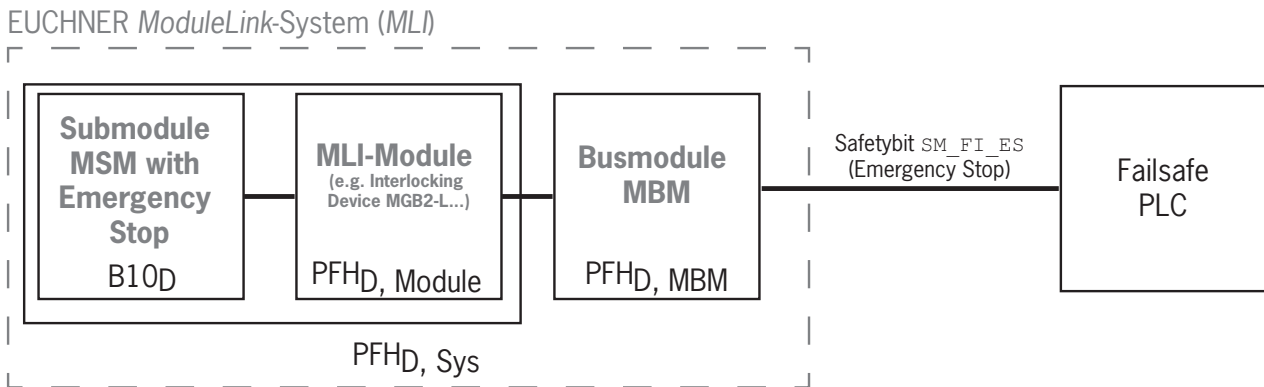 EUCHNER ModuleLink-System (MLI)
Submodule
MSM with
Emergency
Stop
B10D
MLI-Module
(e.g. Interlocking
Device MGB2-L...)
PFHD, Module
Busmodule
MBM
PFHD, MBM
Safetybit SM_FI_ES
(Emergency Stop)
Failsafe
PLC
PFHD, Sys